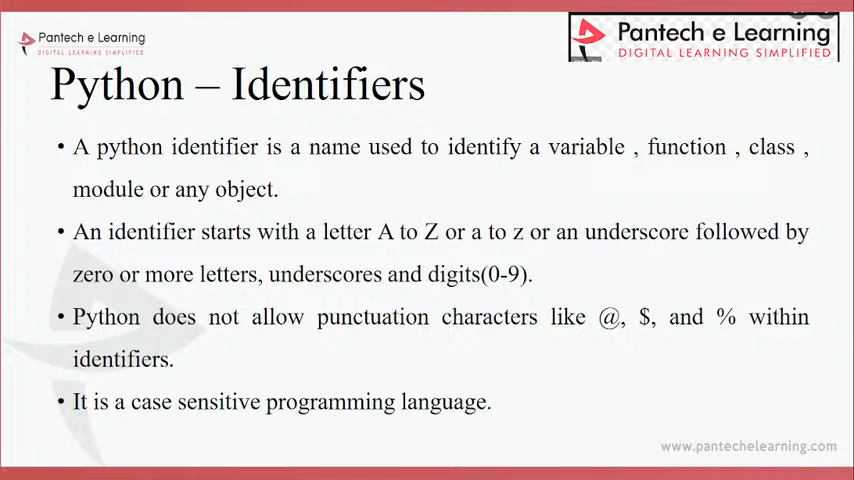 Pantech e Learning
DIGITAL LEARNING SIMPLIFIED
Pantech e Learning
DIGITAL LEARNING SIMPLIFIED
Python – Identifiers
• A python identifier is a name used to identify a variable , function , class ,
module or any object.
• An identifier starts with a letter A to Z or a to z or an underscore followed by
zero or more letters, underscores and digits(0-9).
• Python does not allow punctuation characters like @, $, and % within
identifiers.
• It is a case sensitive programming language.
www.pantechelearning.com